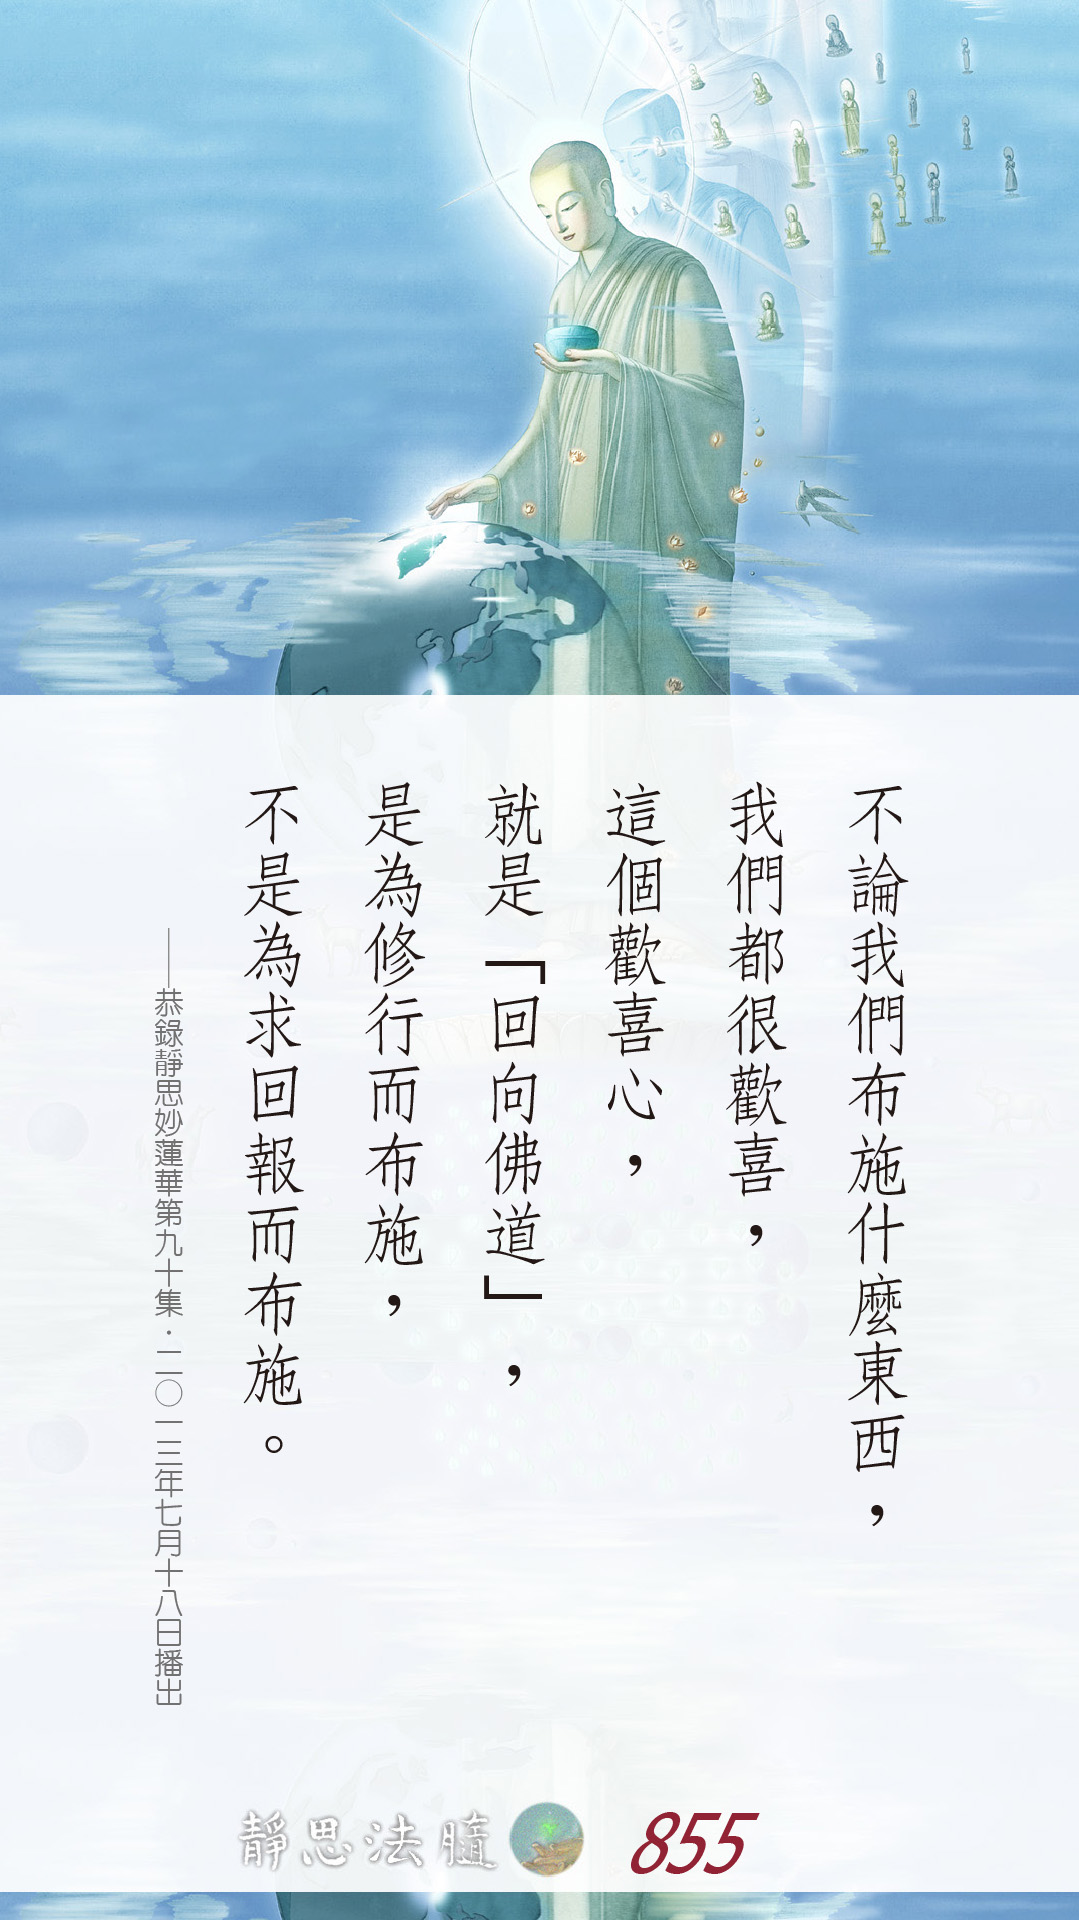 不論我們布施什麼東西，
我們都很歡喜，
這個歡喜心，
就是「回向佛道」，
是為修行而布施，
不是為求回報而布施。
——恭錄靜思妙蓮華第九十集．二〇一三年七月十八日播出
靜思法髓
855